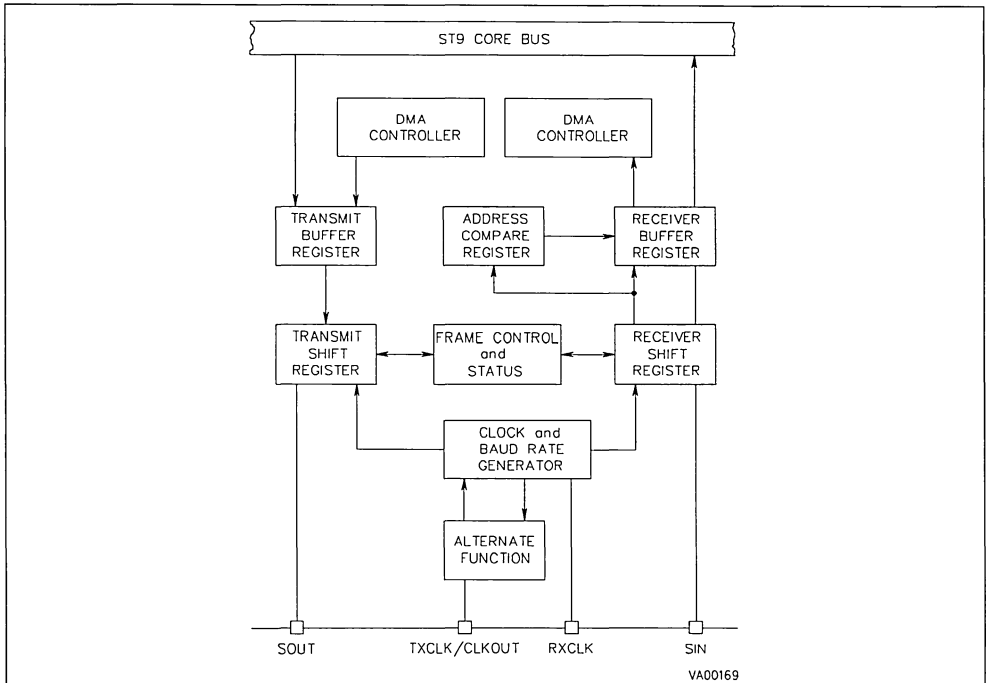 ST9 CORE BUS
DMA
CONTROLLER
DMA
CONTROLLER
TRANSMIT
BUFFER
REGISTER
ADDRESS
COMPARE
REGISTER
RECEIVER
BUFFER
REGISTER
TRANSMIT
SHIFT
REGISTER
FRAME CONTROL
and
STATUS
RECEIVER
SHIFT
REGISTER
CLOCK and
BAUD RATE
GENERATOR
ALTERNATE
FUNCTION
SOUT
TXCLK/CLKOUT
RXCLK
SIN
VA00169